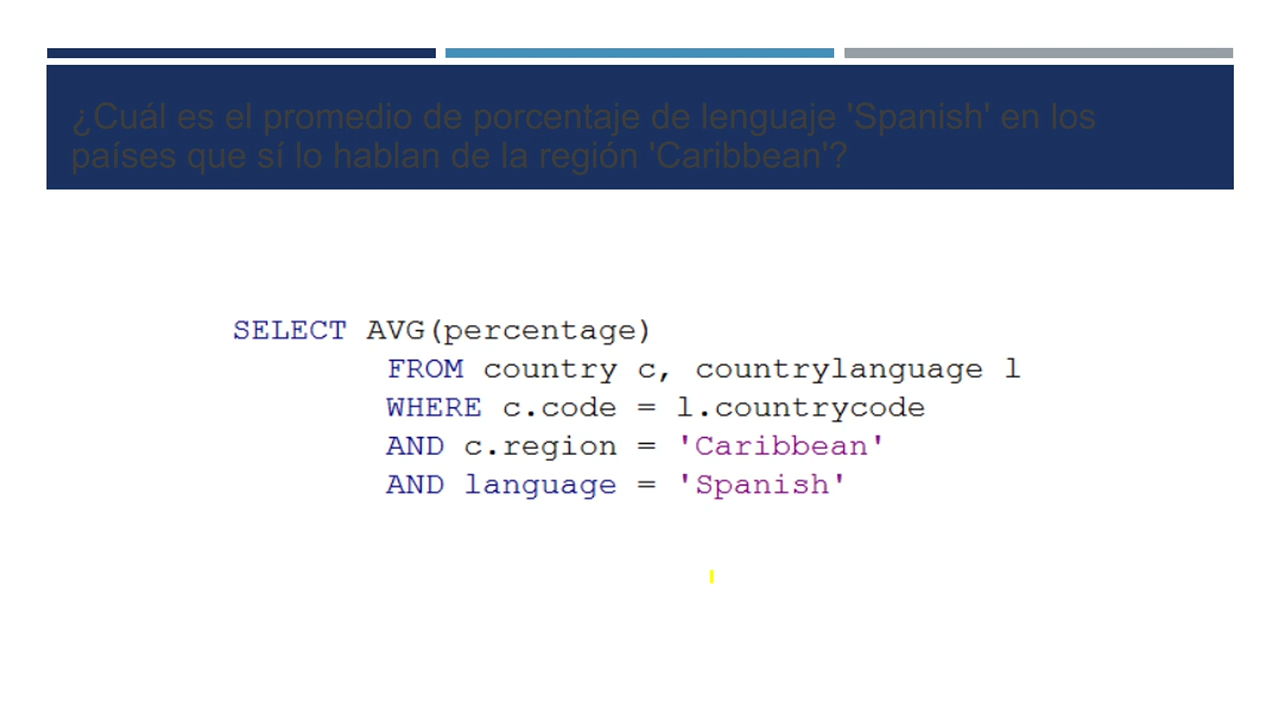 ¿Cuál es el promedio de porcentaje de lenguaje 'Spanish' en los
países que sí lo hablan de la región 'Caribbean'?
SELECT AVG(percentage)
FROM country c, countrylanguage l
WHERE c.code = l.countrycode
AND c.region = 'Caribbean'
AND language = 'Spanish'